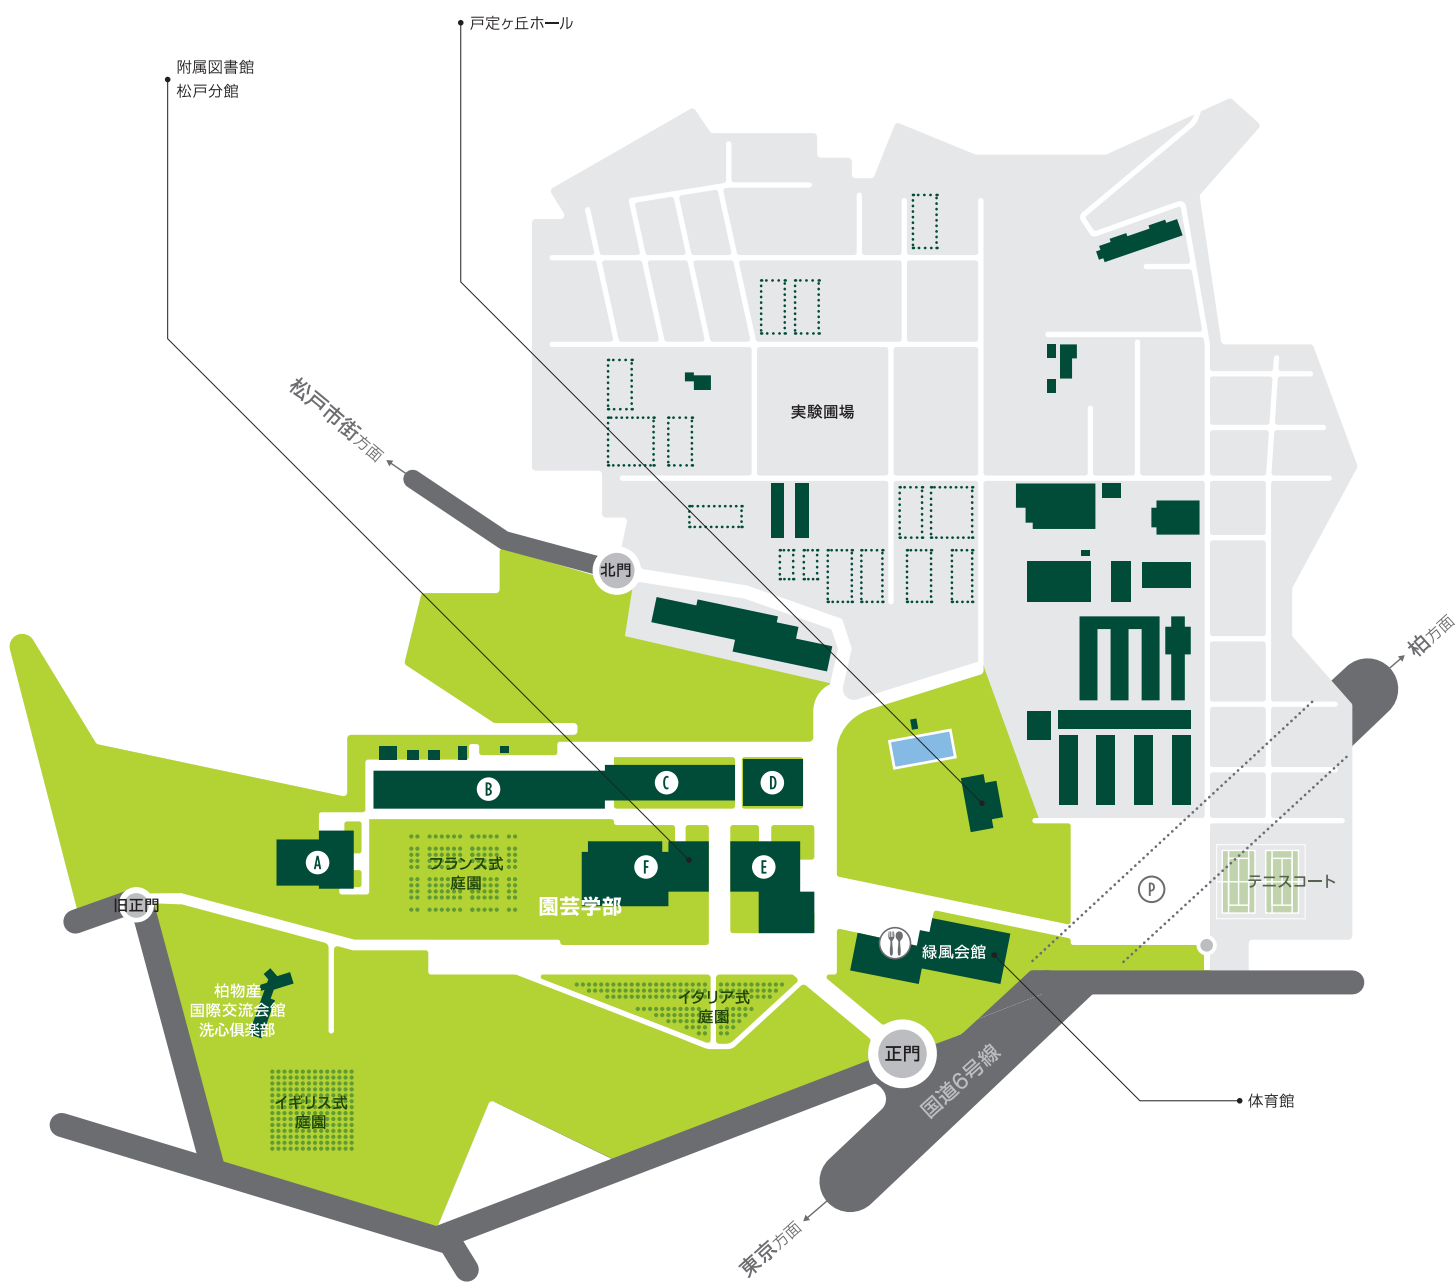 戸定ヶ丘ホール
附属図書館
松戸分館
松戸市街方面
実験圃場
北門
柏方面
B
C
D
A
フランス式
庭園
F
E
園芸学部
テニスコート
P
旧正門
緑風会館
柏物産
国際交流会館
洗心倶楽部
イタリア式
庭園
正門
国道6号線
イギリス式
庭園
体育館
東京方面